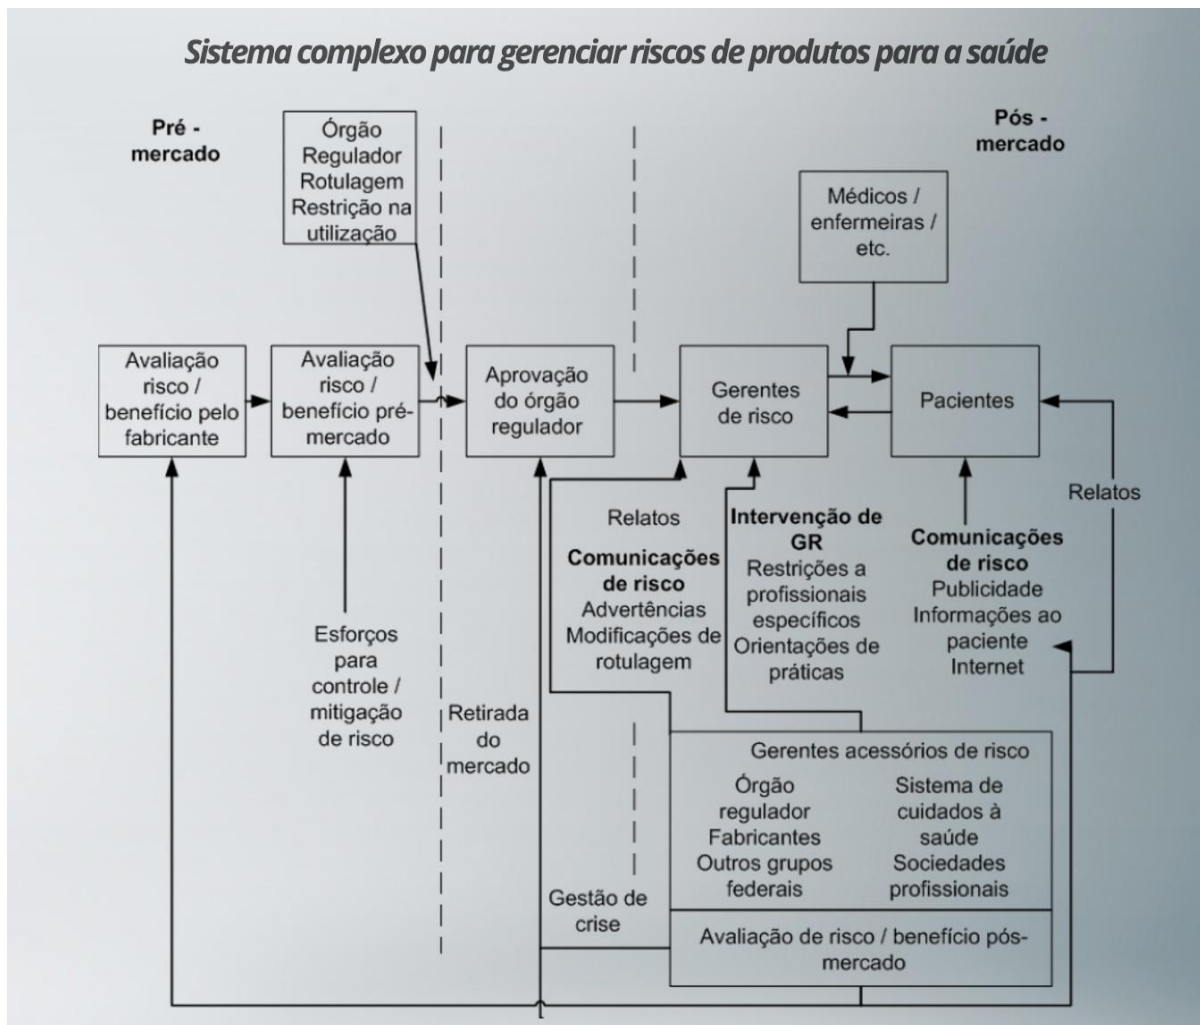 Sistema complexo para gerenciar riscos de produtos para a saúde
Pré -
mercado
Órgão
Regulador
Rotulagem
Restrição na
utilização
Pós -
mercado
Médicos /
enfermeiras /
etc.
Avaliação
risco /
benefício pelo
fabricante
Avaliação
risco /
benefício pré-
mercado
Aprovação
do órgão
regulador
Gerentes
de risco
Pacientes
Relatos
Relatos
Comunicações
de risco
Advertências
Modificações de
rotulagem
Intervenção de
GR
Restrições a
profissionais
específicos
Orientações de
práticas
Comunicações
de risco
Publicidade
Informações ao
paciente
Internet
Esforços
para
controle /
mitigação
de risco
Retirada
do
mercado
Gerentes acessórios de risco
Órgão
regulador
Fabricantes
Outros grupos
federais
Sistema de
cuidados à
saúde
Sociedades
profissionais
Gestão de
crise
Avaliação de risco / benefício pós-
mercado